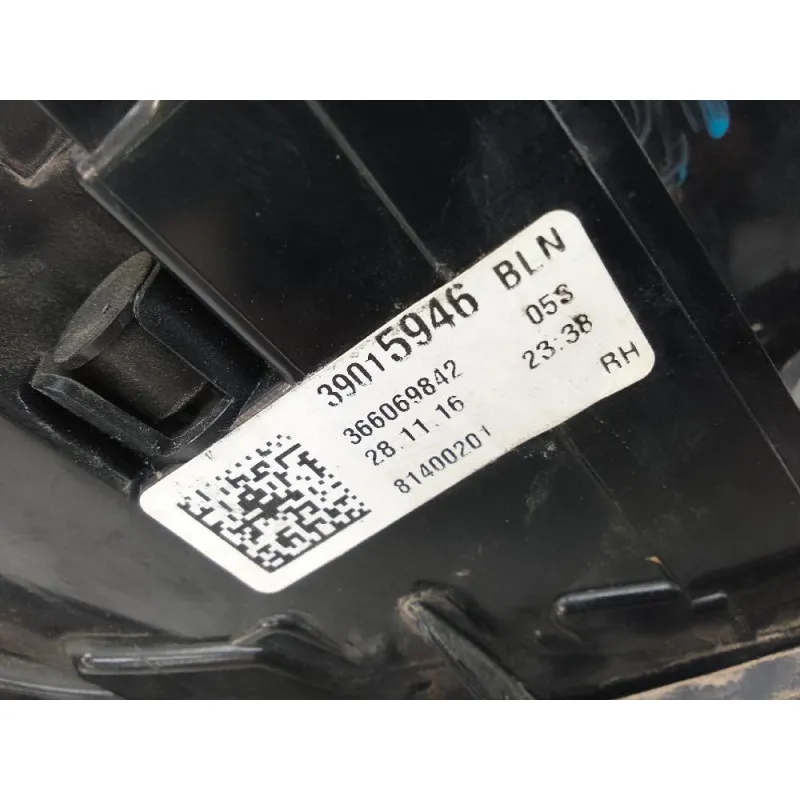 39015946 BLN
366069842 05S
28.11.16 23:38
81400201 RH